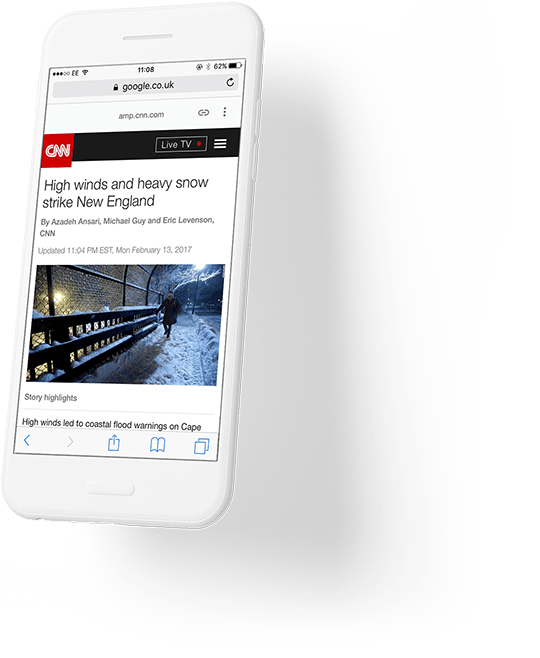 EE 11:08 62%
google.co.uk
amp.cnn.com
CNN Live TV
High winds and heavy snow
strike New England
By Azadeh Ansari, Michael Guy and Eric Levenson,
CNN
Updated 11:04 PM EST, Mon February 13, 2017
Story highlights
High winds led to coastal flood warnings on Cape